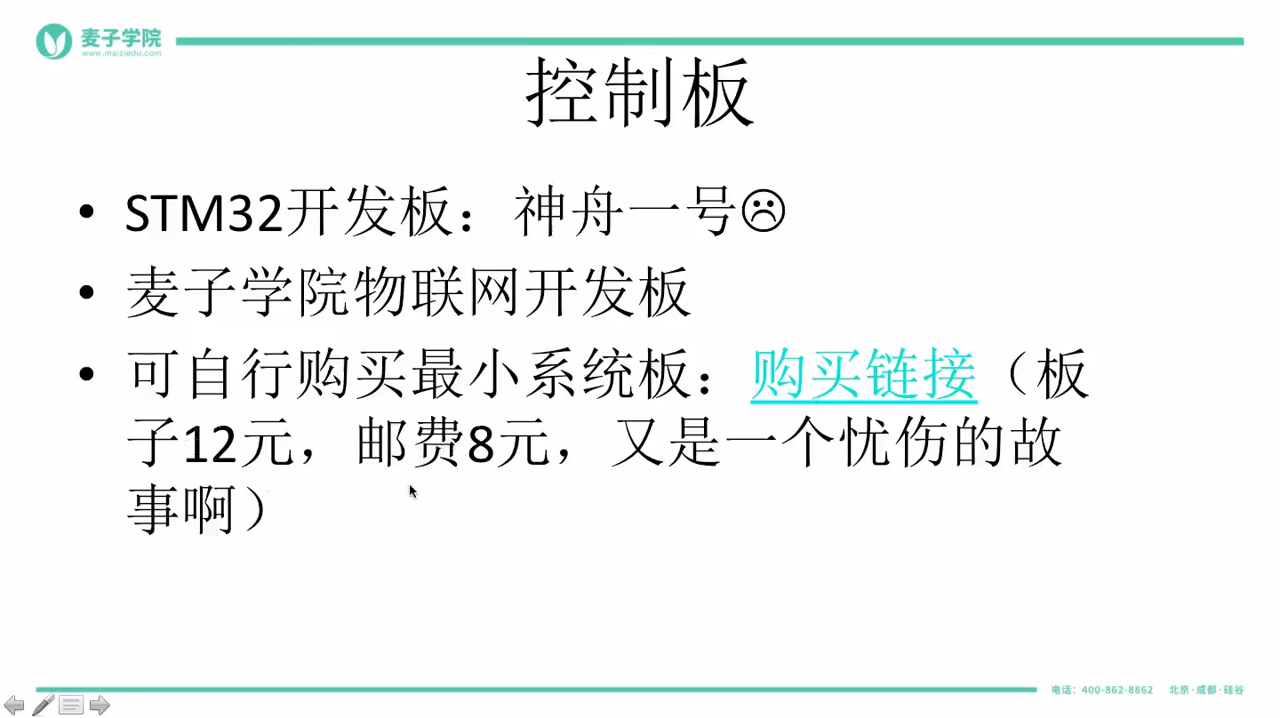 麦子学院
www.maiziedu.com
控制板
• STM32开发板：神舟一号☹
• 麦子学院物联网开发板
• 可自行购买最小系统板：购买链接（板
子12元，邮费8元，又是一个忧伤的故
事啊）
电话：400-862-8862 北京·成都·硅谷